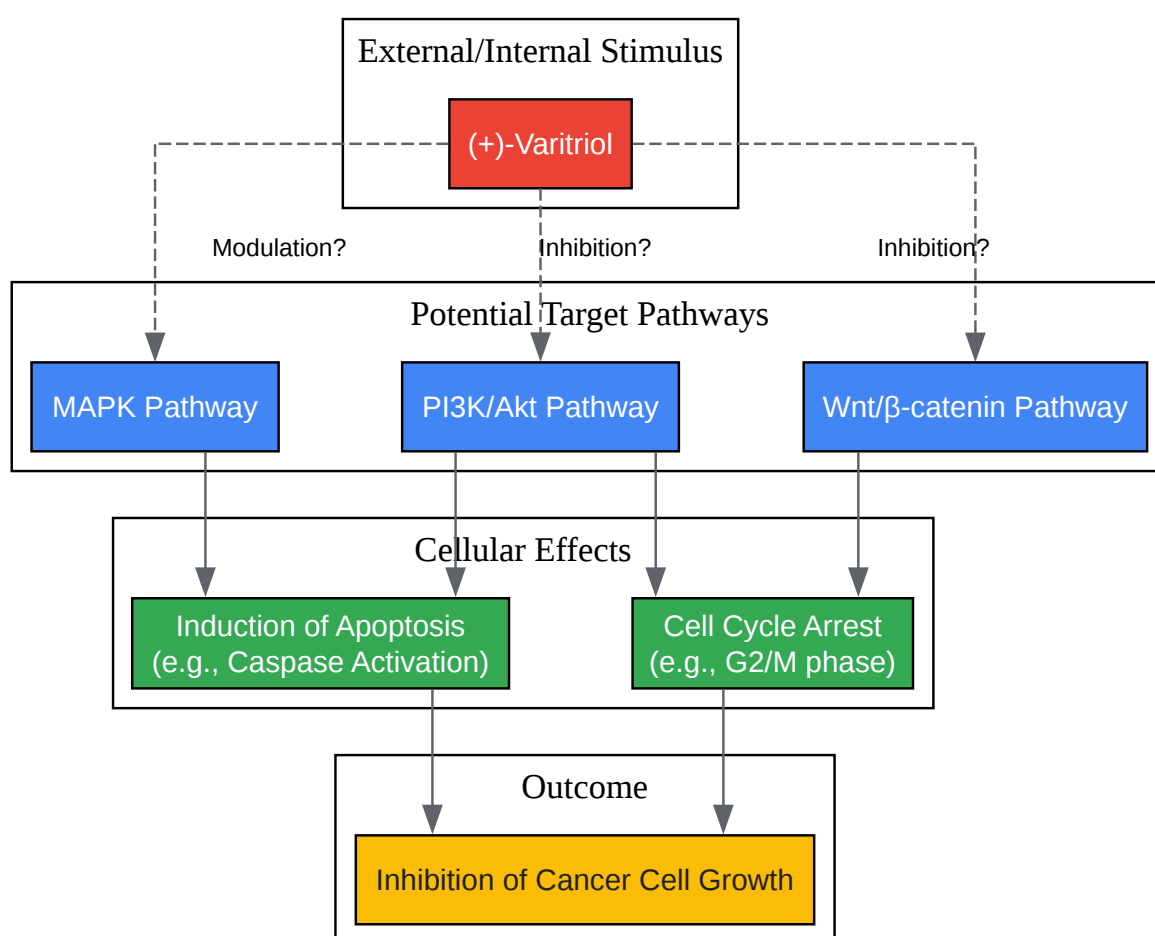 External/Internal Stimulus
(+)-Varitriol
Modulation?
Inhibition?
Inhibition?
Potential Target Pathways
MAPK Pathway
PI3K/Akt Pathway
Wnt/β-catenin Pathway
Cellular Effects
Induction of Apoptosis
(e.g., Caspase Activation)
Cell Cycle Arrest
(e.g., G2/M phase)
Outcome
Inhibition of Cancer Cell Growth